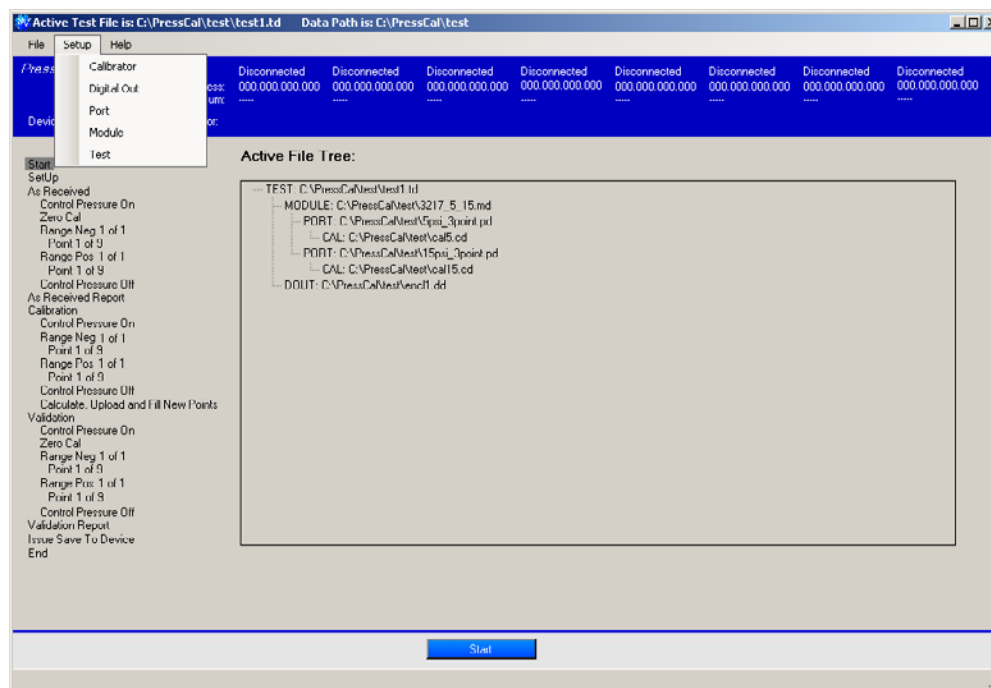 Active Test File is: C:\PressCal\test\test1.td Data Path is: C:\PressCal\test
File Setup Help
Calibrator
Digital Out
Port
Module
Test
Press
Devic
ess:
um:
or:
Disconnected Disconnected Disconnected Disconnected Disconnected Disconnected Disconnected Disconnected
000.000.000.000 000.000.000.000 000.000.000.000 000.000.000.000 000.000.000.000 000.000.000.000 000.000.000.000 000.000.000.000
----- ----- ----- ----- ----- ----- ----- -----
Start
SetUp
As Received
Control Pressure On
Zero Cal
Range Neg 1 of 1
Point 1 of 9
Range Pos 1 of 1
Point 1 of 9
Control Pressure Off
As Received Report
Calibration
Control Pressure On
Range Neg 1 of 1
Point 1 of 9
Range Pos 1 of 1
Point 1 of 9
Control Pressure Off
Calculate, Upload and Fill New Points
Validation
Control Pressure On
Zero Cal
Range Neg 1 of 1
Point 1 of 9
Range Pos 1 of 1
Point 1 of 9
Control Pressure Off
Validation Report
Issue Save To Device
End
Active File Tree:
TEST: C:\PressCal\test\test1.td
MODULE: C:\PressCal\test\3217_5_15.md
PORT: C:\PressCal\test\5psi_3point.pd
CAL: C:\PressCal\test\cal5.cd
PORT: C:\PressCal\test\15psi_3point.pd
CAL: C:\PressCal\test\cal15.cd
DOUT: C:\PressCal\test\encl1.dd
Start